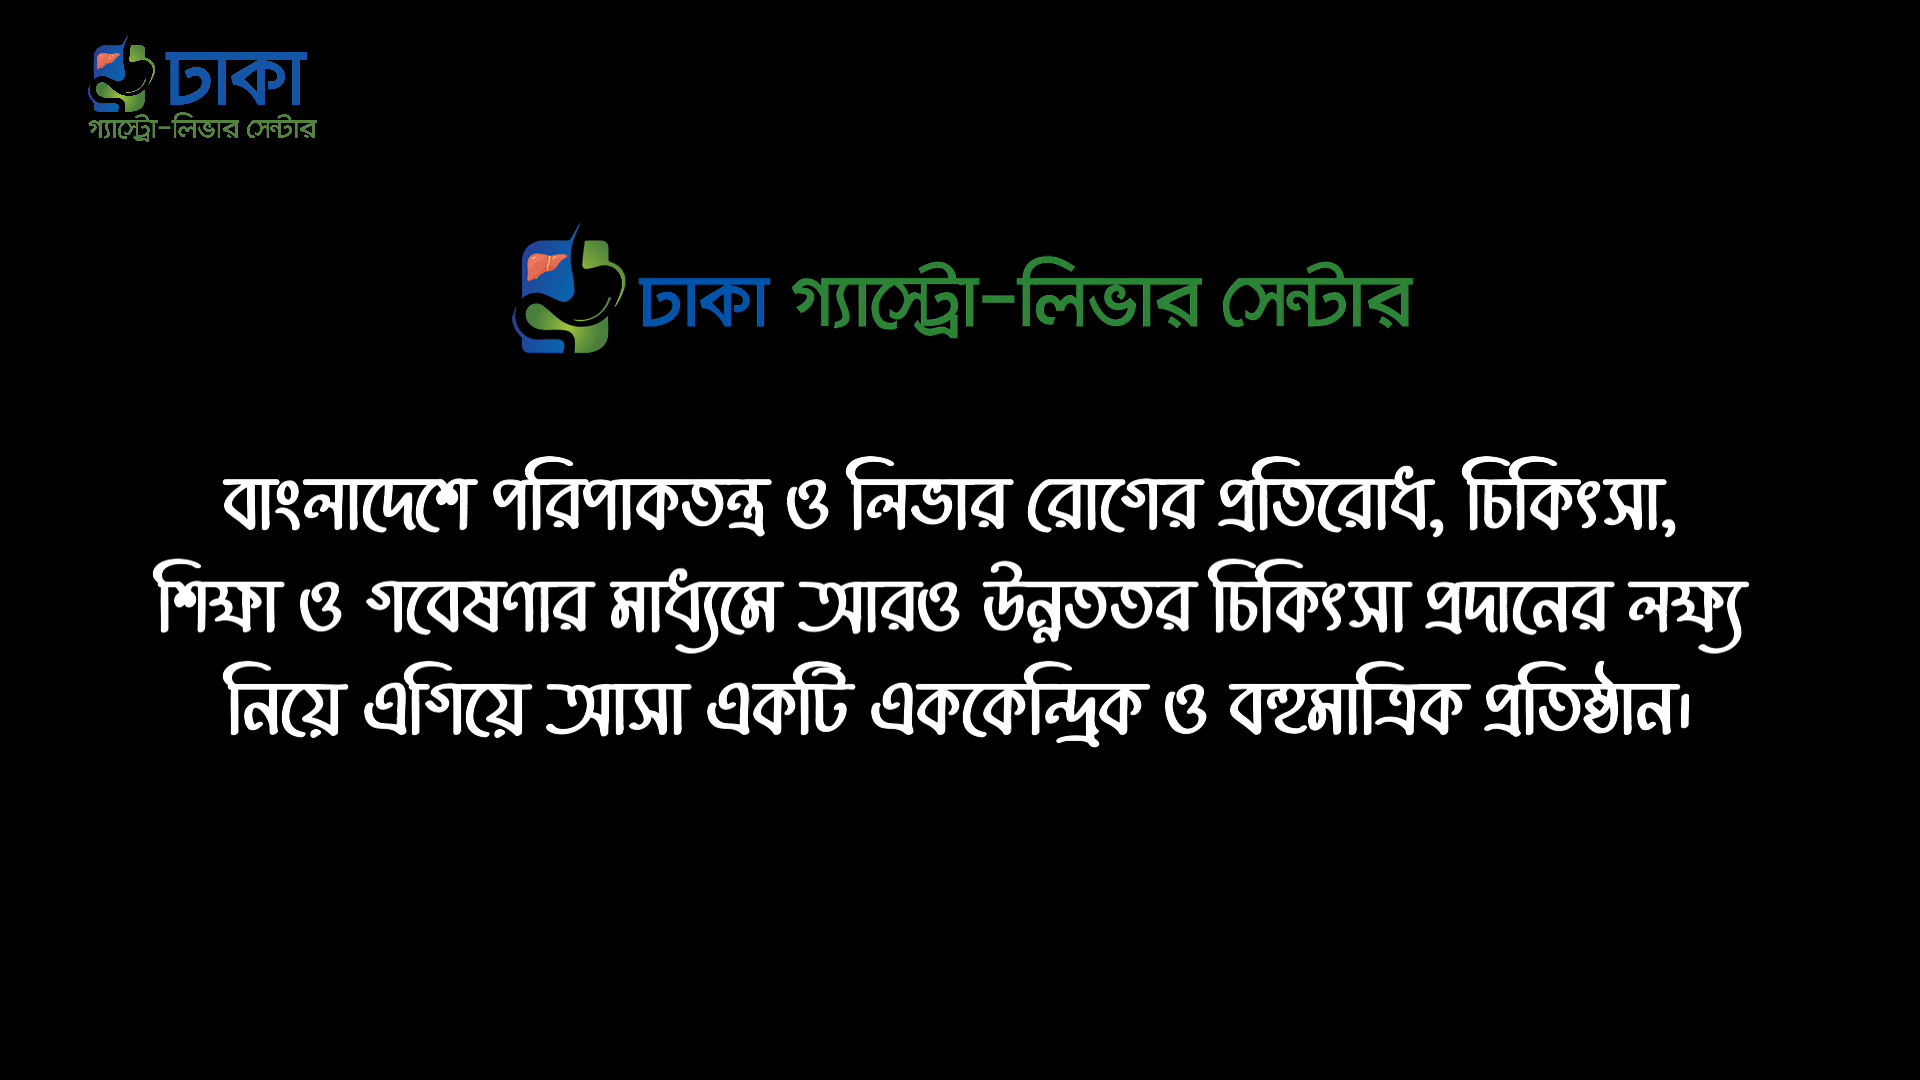 ঢাকা
গ্যাস্ট্রো-লিভার সেন্টার
ঢাকা গ্যাস্ট্রো-লিভার সেন্টার
বাংলাদেশে পরিপাকতন্ত্র ও লিভার রোগের প্রতিরোধ, চিকিৎসা,
শিক্ষা ও গবেষণার মাধ্যমে আরও উন্নততর চিকিৎসা প্রদানের লক্ষ্য
নিয়ে এগিয়ে আসা একটি এককেন্দ্রিক ও বহুমাত্রিক প্রতিষ্ঠান।